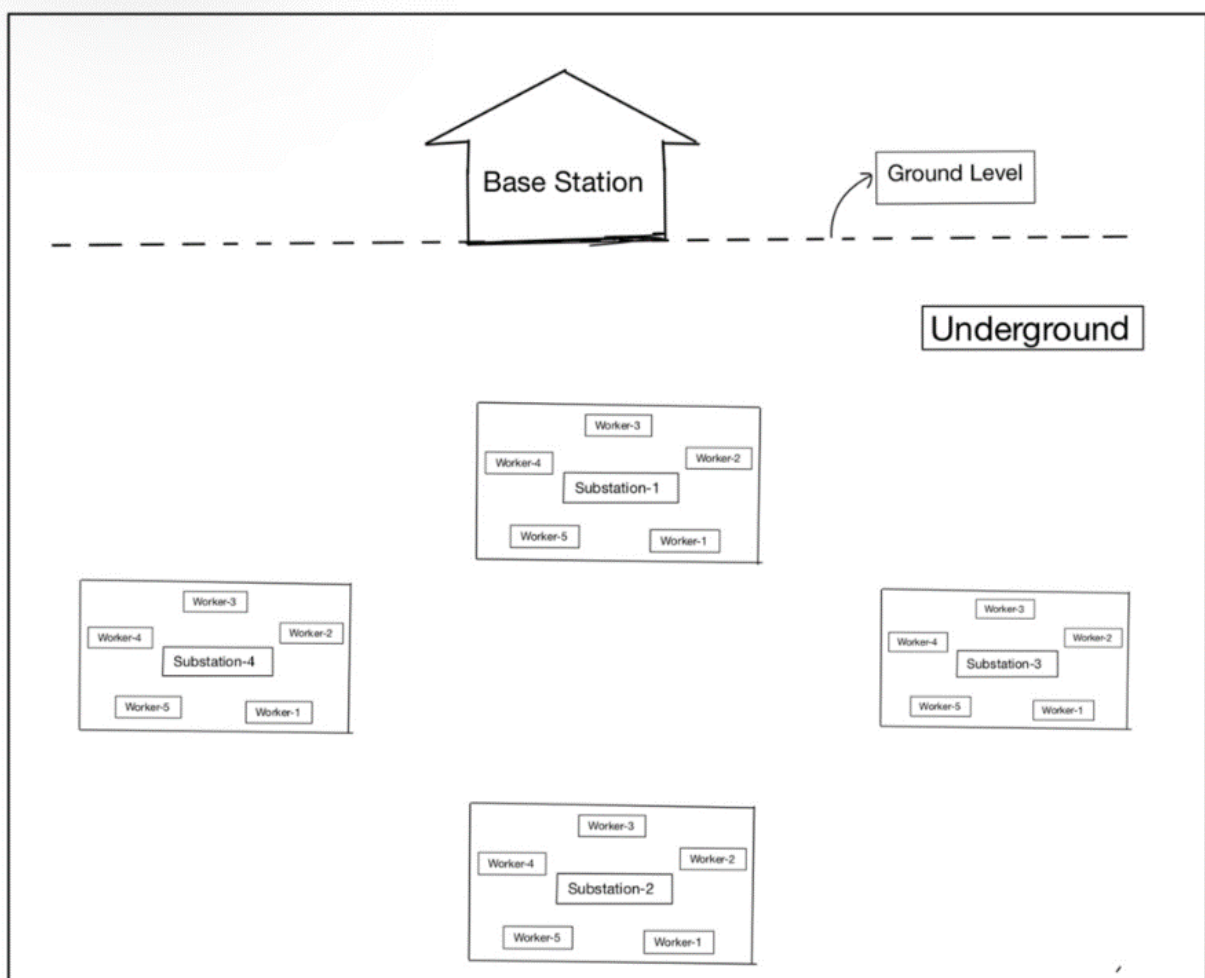 Base Station
Ground Level
Underground
Worker-3
Worker-4
Worker-2
Substation-1
Worker-5
Worker-1
Worker-3
Worker-4
Worker-2
Substation-4
Worker-5
Worker-1
Worker-3
Worker-4
Worker-2
Substation-3
Worker-5
Worker-1
Worker-3
Worker-4
Worker-2
Substation-2
Worker-5
Worker-1